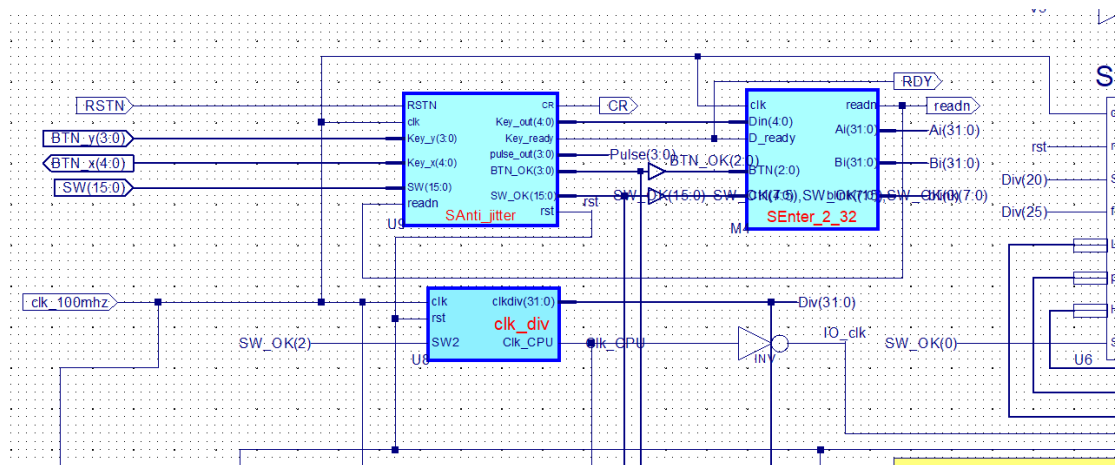 RDY
S
RSTN
RSTN
CR
CR
clk
readn
readn
clk
Key_out(4:0)
Din(4:0)
Ai(31:0)
Ai(31:0)
BTN_y(3:0)
Key_y(3:0)
Key_ready
D_ready
rst
BTN_x(4:0)
Key_x(4:0)
pulse_out(3:0)
Pulse(3:0)
BTN_OK(3:0)
BTN_OK(2:0)
BTN(2:0)
Bi(31:0)
Bi(31:0)
Div(20)
SW(15:0)
SW(15:0)
SW_OK(15:0)
SW_OK(15:0)
readn
rst
rst
SAnti_jitter
SEnter_2_32
Div(25)
U9
clk_100mhz
clk
clkdiv(31:0)
Div(31:0)
rst
clk_div
SW_OK(2)
SW2
Clk_CPU
Clk_CPU
IO_clk
INV
SW_OK(0)
U8
U6